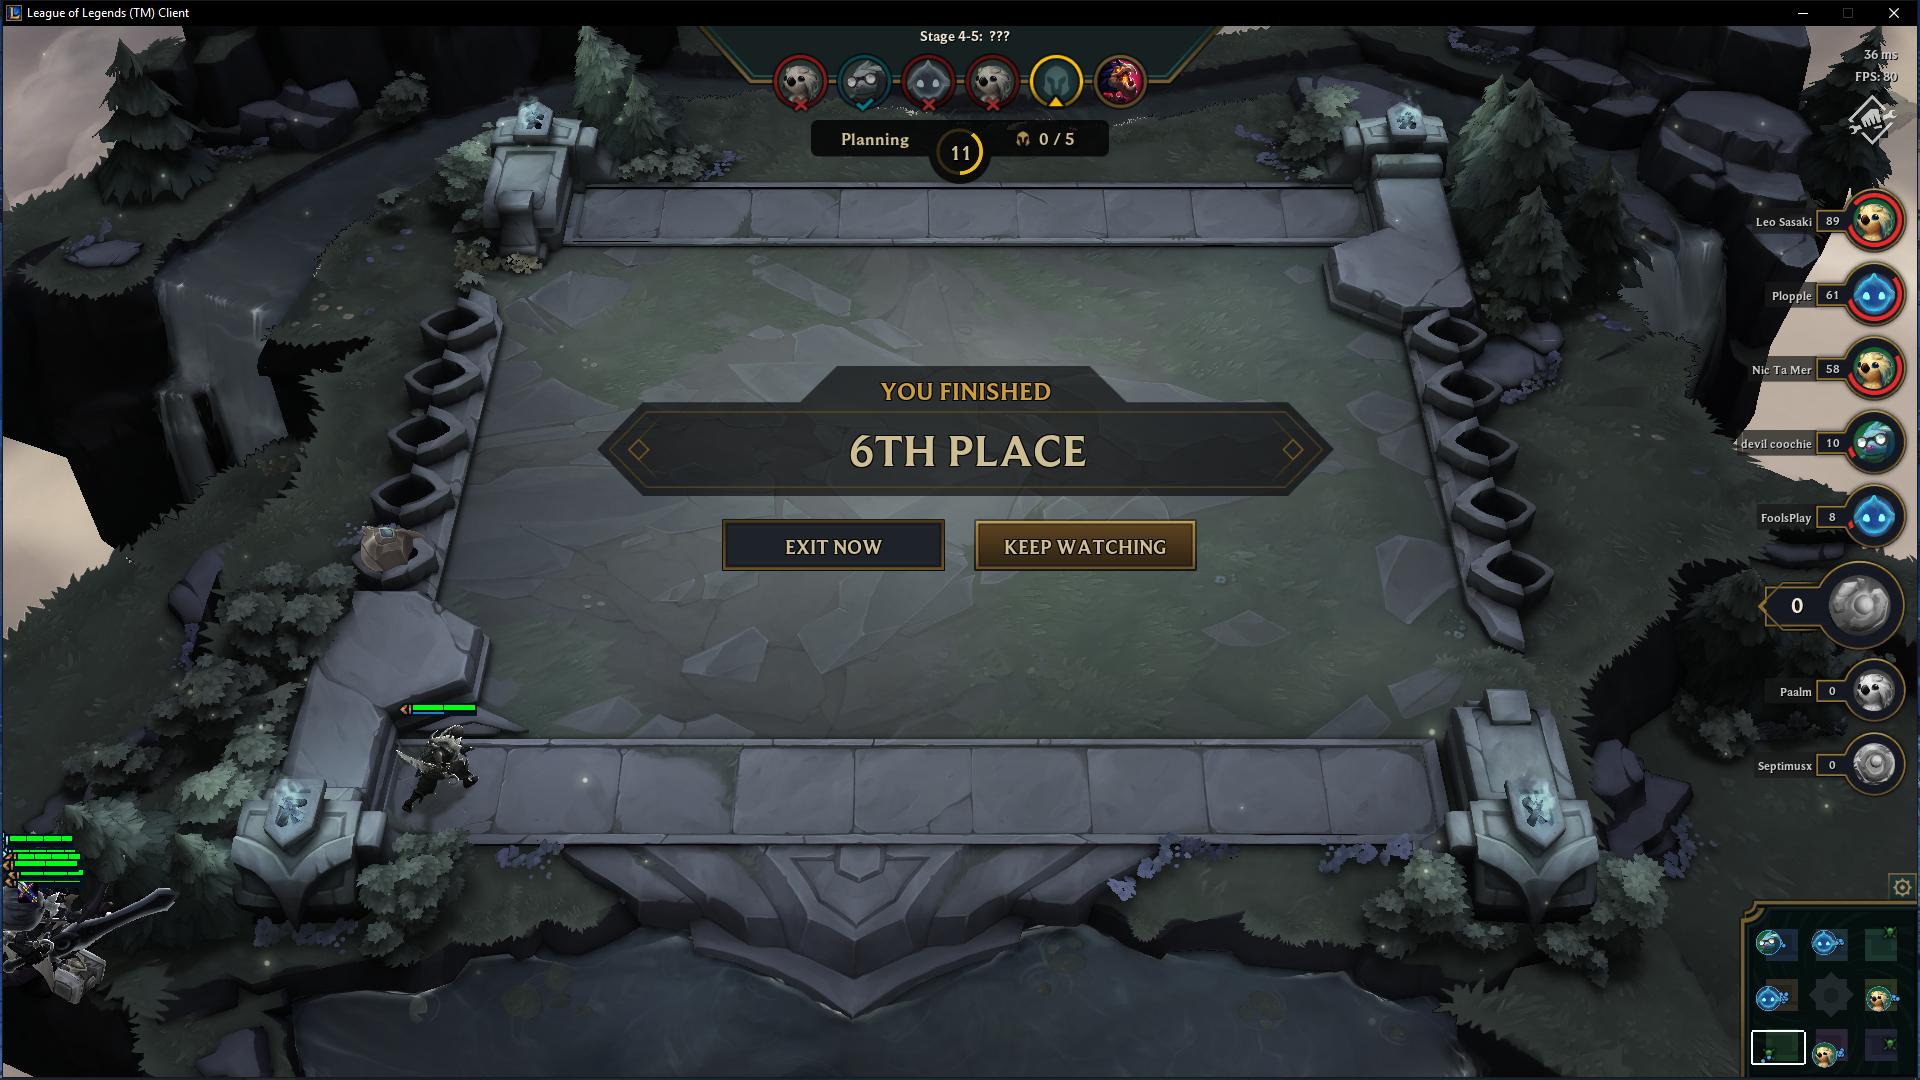 League of Legends (TM) Client
Stage 4-5: ???
36 ms
FPS: 80
Planning
11
0 / 5
Leo Sasaki 89
Plopple 61
Nic Ta Mer 58
devil coochie 10
FoolsPlay 8
0
Paalm 0
Septimusx 0
YOU FINISHED
6TH PLACE
EXIT NOW
KEEP WATCHING